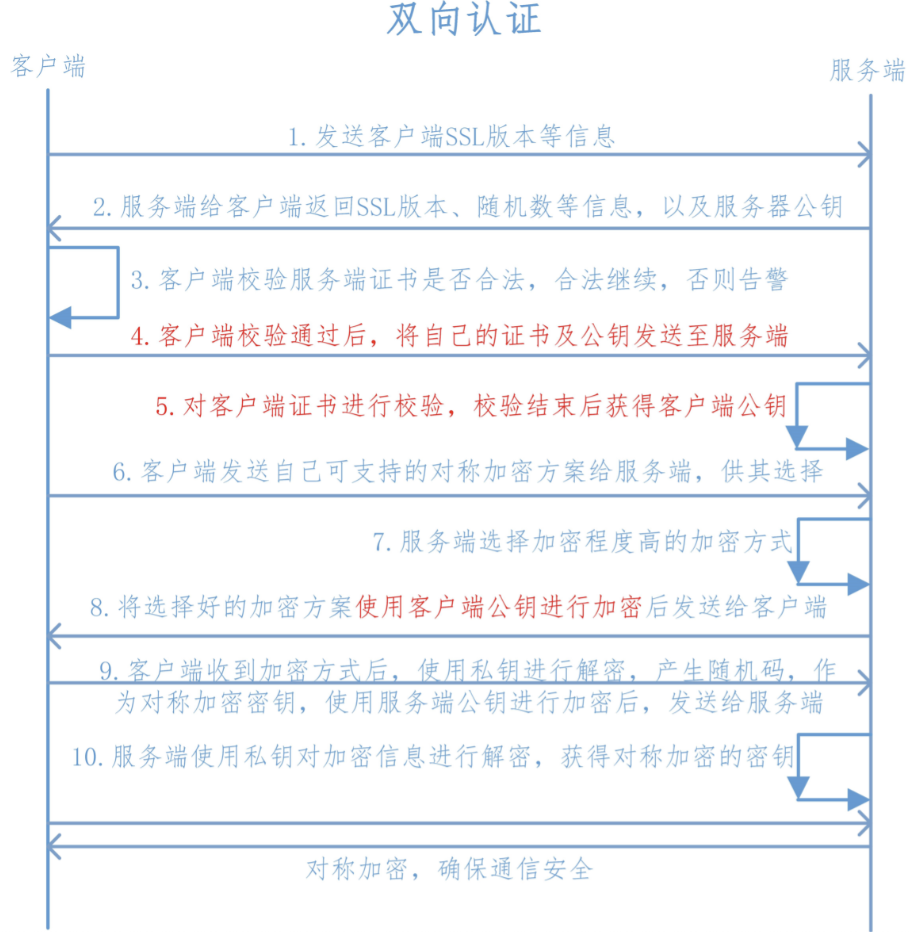 双向认证
客户端
服务端
1.发送客户端SSL版本等信息
2.服务端给客户端返回SSL版本、随机数等信息，以及服务器公钥
3.客户端校验服务端证书是否合法，合法继续，否则告警
4.客户端校验通过后，将自己的证书及公钥发送至服务端
5.对客户端证书进行校验，校验结束后获得客户端公钥
6.客户端发送自己可支持的对称加密方案给服务端，供其选择
7.服务端选择加密程度高的加密方式
8.将选择好的加密方案使用客户端公钥进行加密后发送给客户端
9.客户端收到加密方式后，使用私钥进行解密，产生随机码，作
为对称加密密钥，使用服务端公钥进行加密后，发送给服务端
10.服务端使用私钥对加密信息进行解密，获得对称加密的密钥
对称加密，确保通信安全